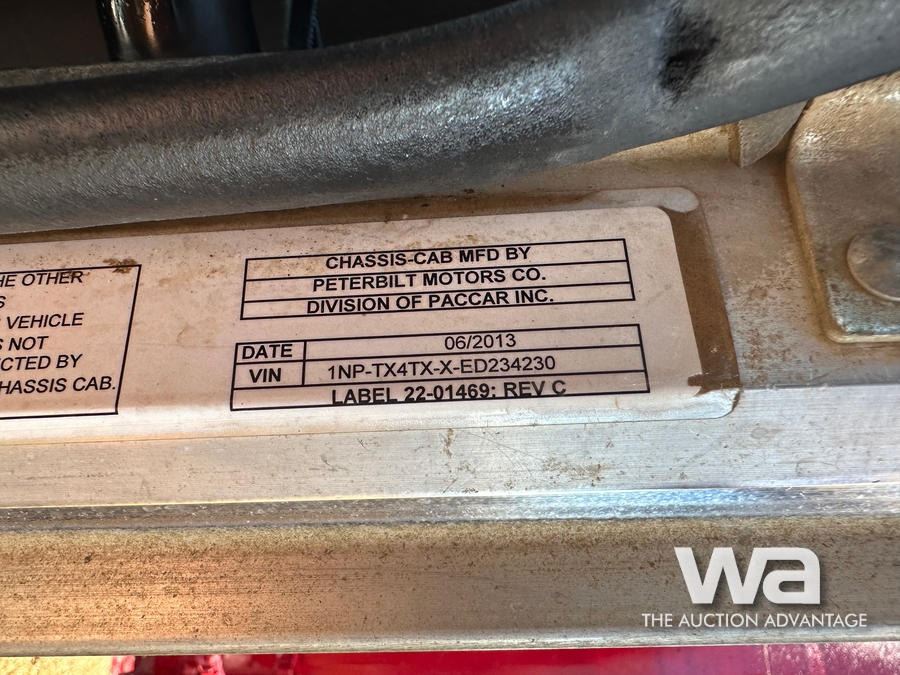 HE OTHER
S
VEHICLE
S NOT
ECTED BY
HASSIS CAB.
CHASSIS-CAB MFD BY
PETERBILT MOTORS CO.
DIVISION OF PACCAR INC.
DATE 06/2013
VIN 1NP-TX4TX-X-ED234230
LABEL 22-01469: REV C
wa
THE AUCTION ADVANTAGE